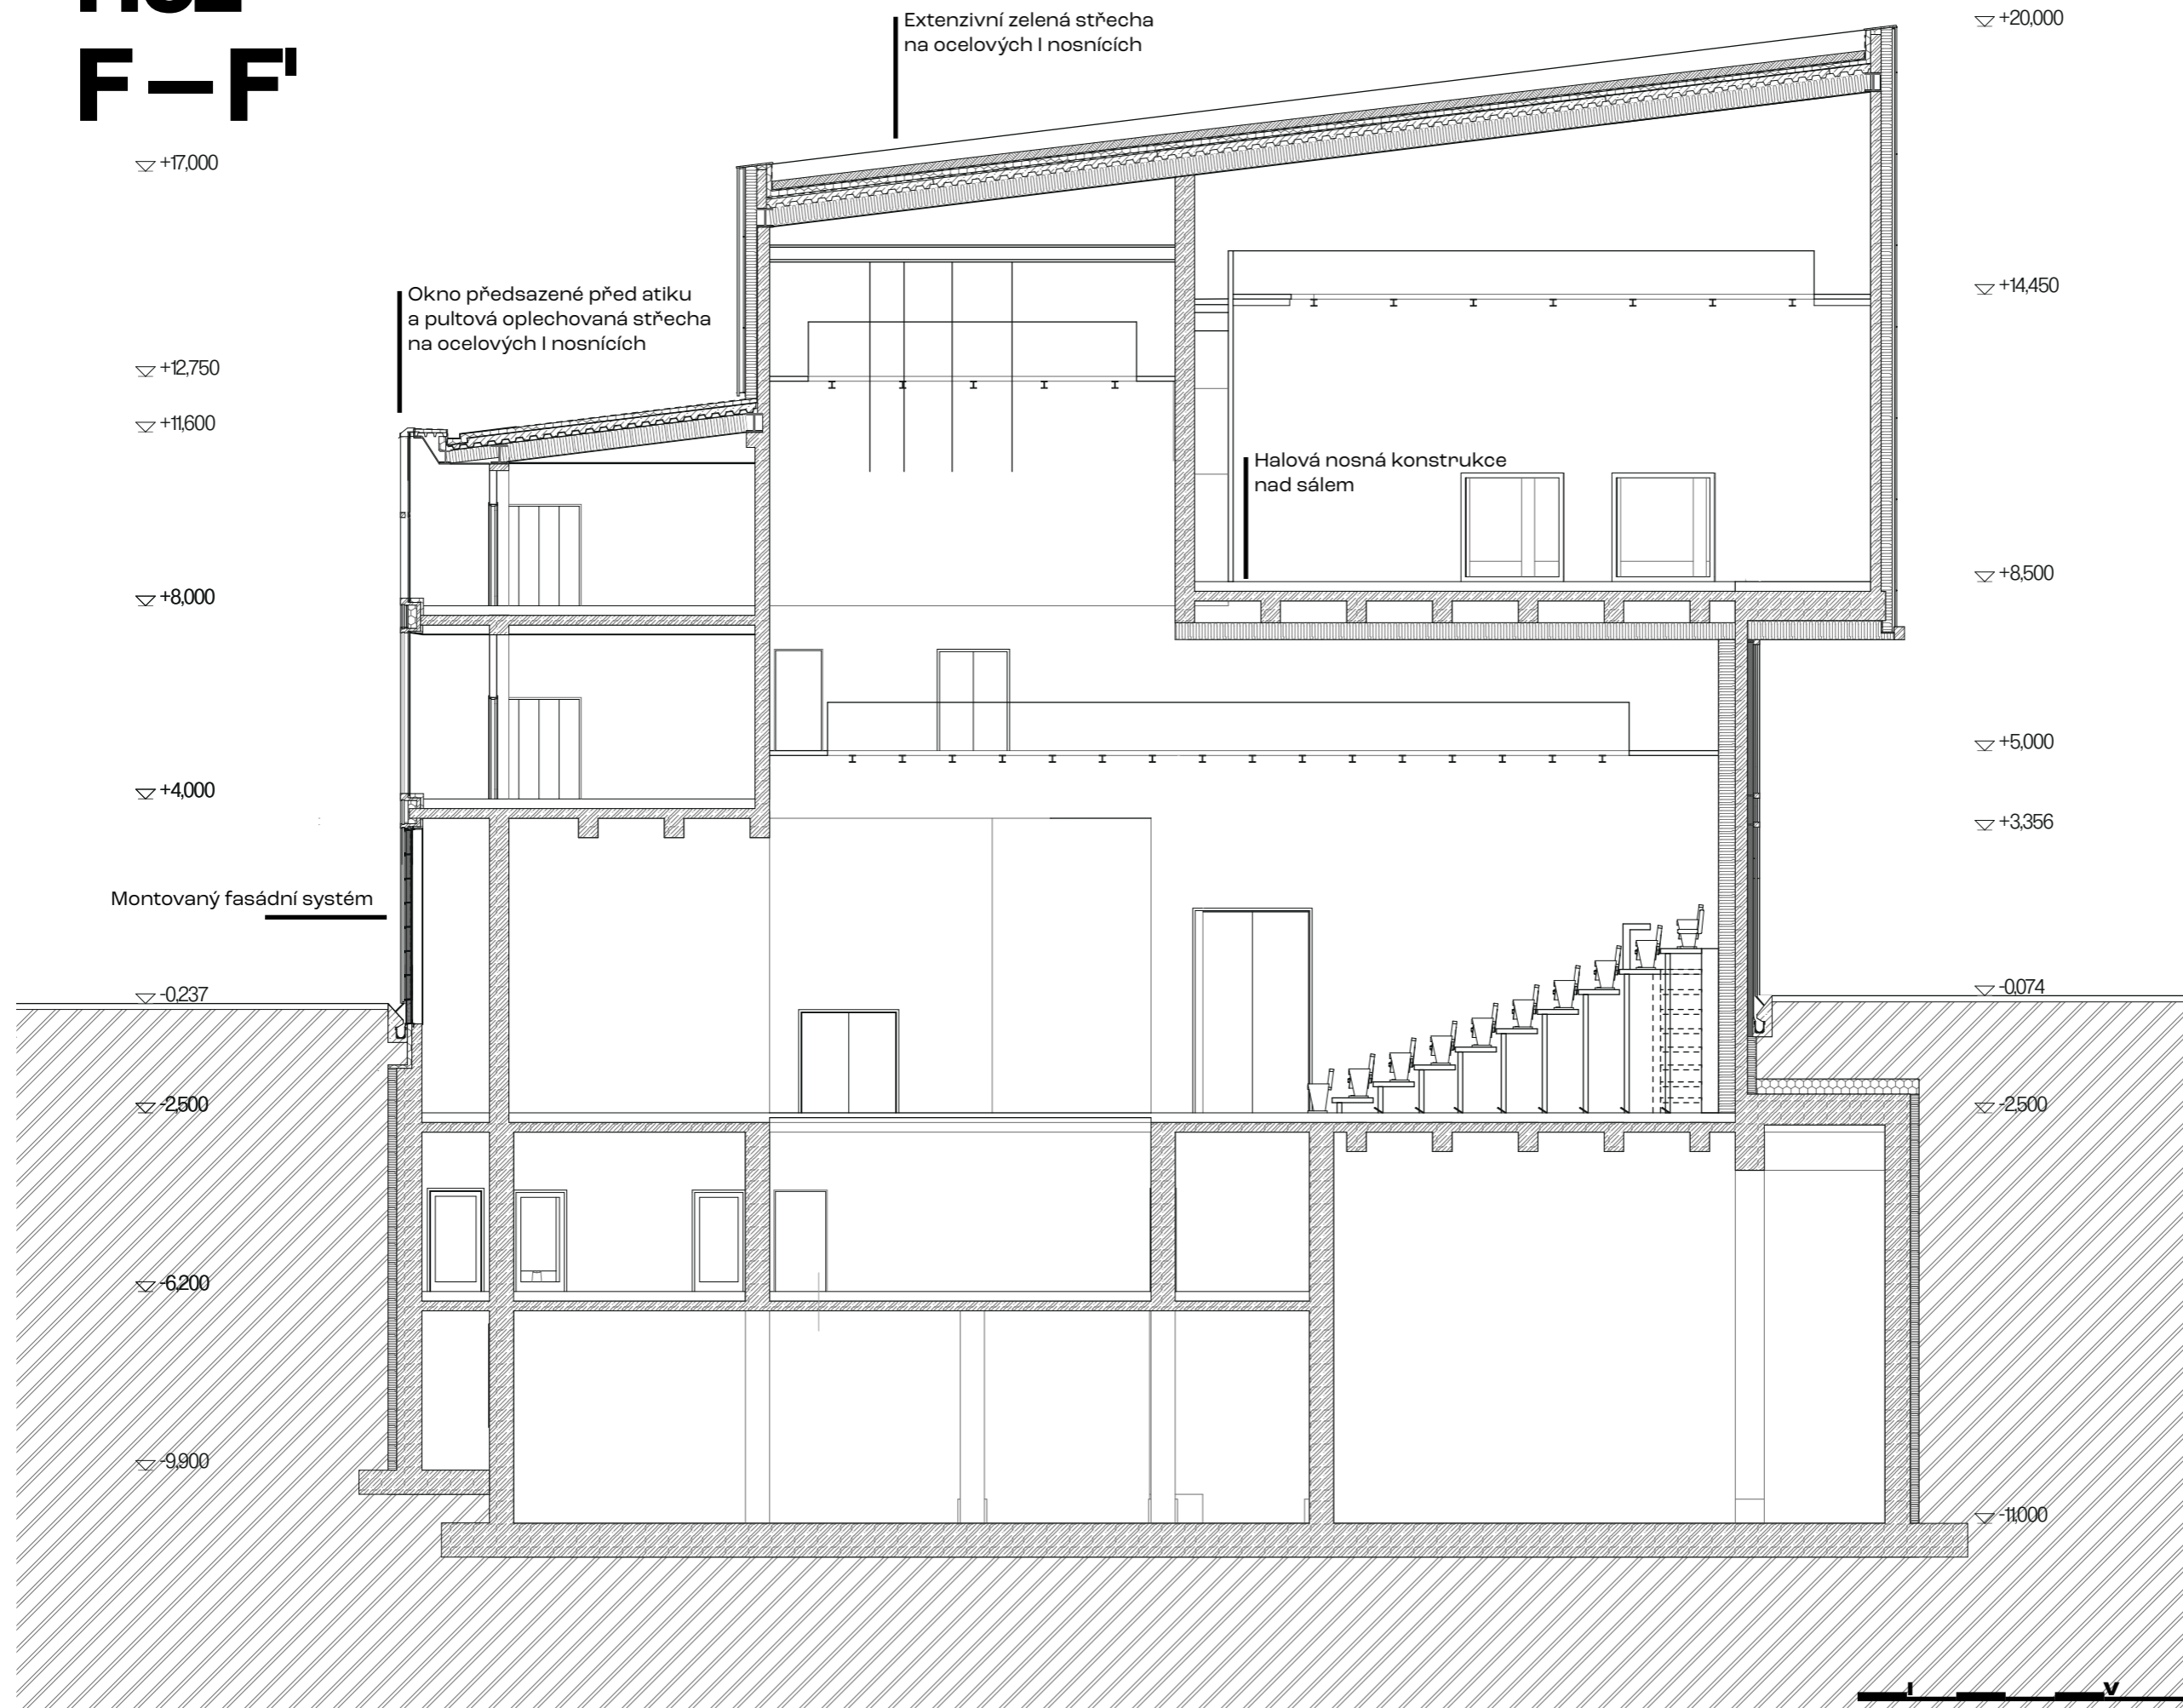 F – F'
Extenzivní zelená střecha
na ocelových I nosnících
+20,000
+17,000
Okno předsazené před atiku
a pultová oplechovaná střecha
na ocelových I nosnících
+14,450
+12,750
+11,600
Halová nosná konstrukce
nad sálem
+8,500
+8,000
+5,000
+4,000
+3,356
Montovaný fasádní systém
-0,237
-0,074
-2,500
-2,500
-6,200
-9,900
-11,000
I
V